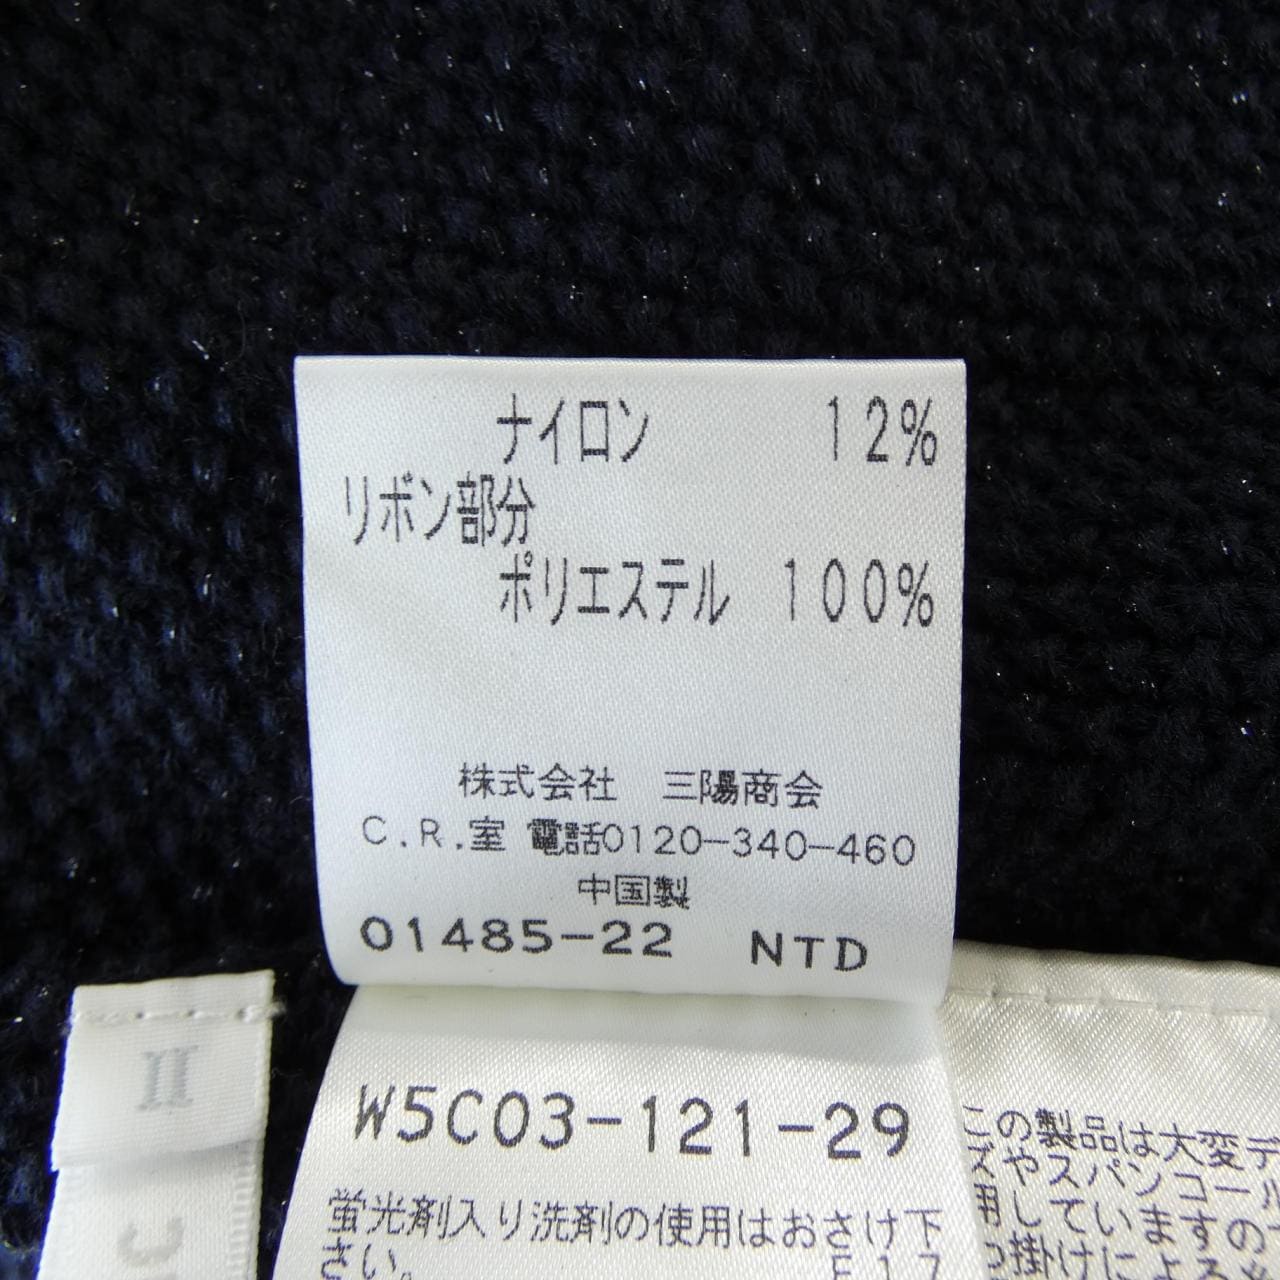 ナイロン 12%
リボン部分
ポリエステル 100%
株式会社 三陽商会
C.R.室 電話0120-340-460
中国製
01485-22 NTD
II
W5C03-121-29
蛍光剤入り洗剤の使用はおさけ下
さい。
E17
この製品は大変デ
ズやスパンコール
用しています
掛けに